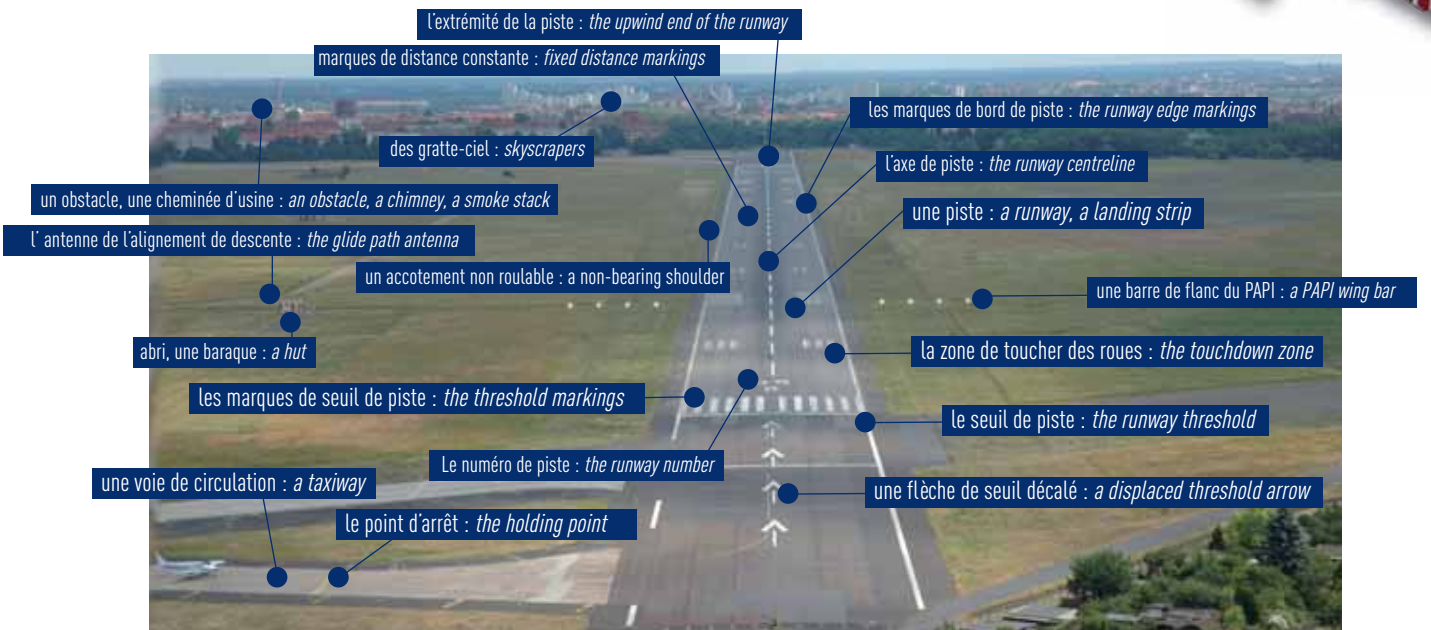 l'extrémité de la piste : the upwind end of the runway
marques de distance constante : fixed distance markings
les marques de bord de piste : the runway edge markings
des gratte-ciel : skyscrapers
l'axe de piste : the runway centreline
un obstacle, une cheminée d'usine : an obstacle, a chimney, a smoke stack
une piste : a runway, a landing strip
l' antenne de l'alignement de descente : the glide path antenna
un accotement non roulable : a non-bearing shoulder
une barre de flanc du PAPI : a PAPI wing bar
abri, une baraque : a hut
la zone de toucher des roues : the touchdown zone
les marques de seuil de piste : the threshold markings
le seuil de piste : the runway threshold
Le numéro de piste : the runway number
une voie de circulation : a taxiway
une flèche de seuil décalé : a displaced threshold arrow
le point d'arrêt : the holding point